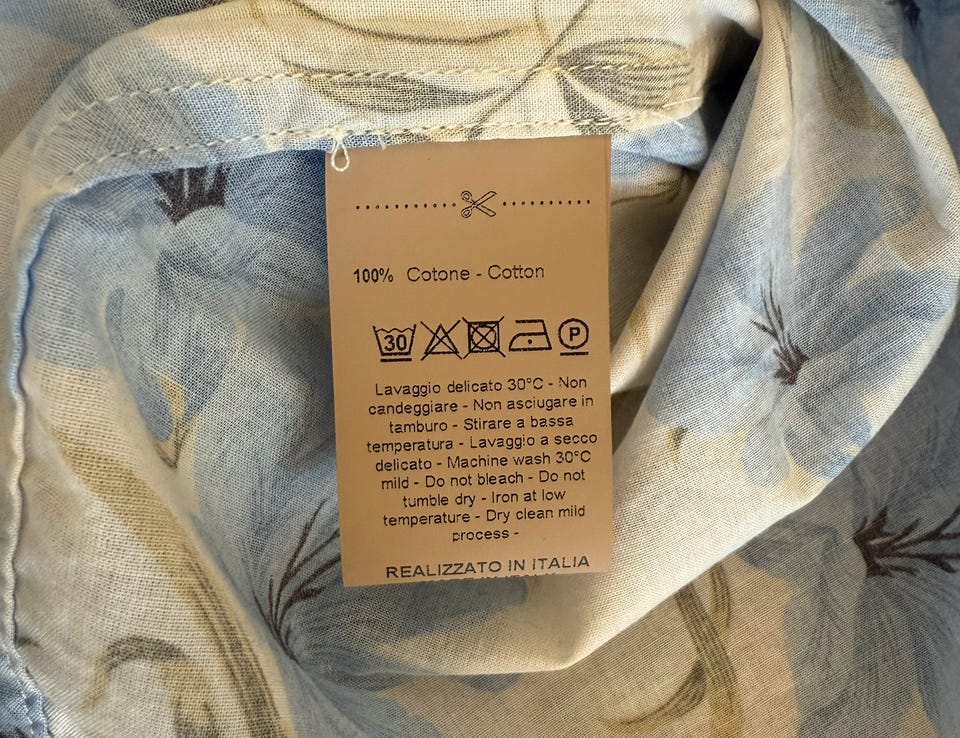 100% Cotone - Cotton
30 P
Lavaggio delicato 30°C - Non
candeggiare - Non asciugare in
tamburo - Stirare a bassa
temperatura - Lavaggio a secco
delicato - Machine wash 30°C
mild - Do not bleach - Do not
tumble dry - Iron at low
temperature - Dry clean mild
process -
REALIZZATO IN ITALIA